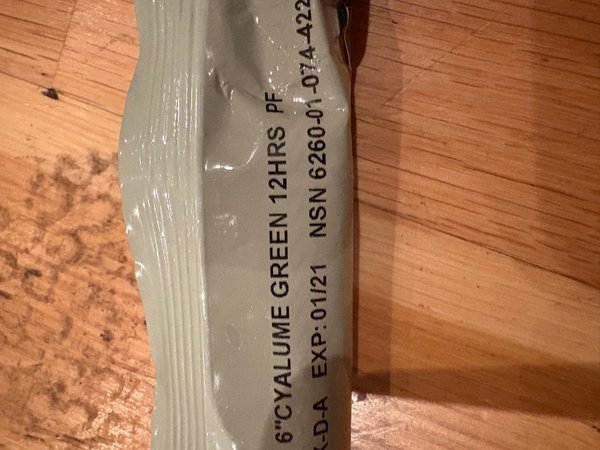 6"CYALUME GREEN 12HRS PF
-D-A EXP: 01/21 NSN 6260-01-074-422